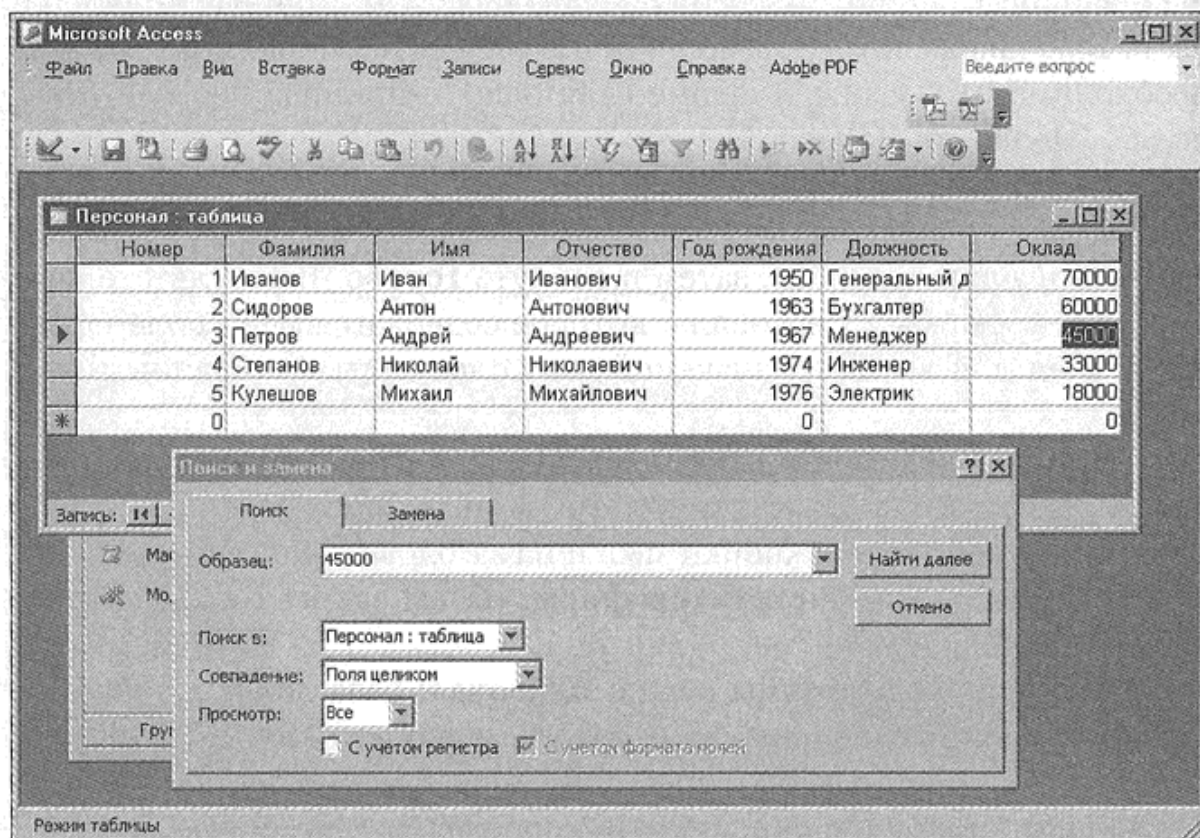 Microsoft Access
Файл Правка Вид Вставка Формат Записи Сервис Окно Справка Adobe PDF Введите вопрос
Персонал : таблица
Номер Фамилия Имя Отчество Год рождения Должность Оклад
1 Иванов Иван Иванович 1950 Генеральный д 70000
2 Сидоров Антон Антонович 1963 Бухгалтер 60000
3 Петров Андрей Андреевич 1967 Менеджер 45000
4 Степанов Николай Николаевич 1974 Инженер 33000
5 Кулешов Михаил Михайлович 1976 Электрик 18000
0 0 0
Поиск и замена
Запись:
Поиск Замена
Мак
Образец: 45000 Найти далее
Мо,
Отмена
Поиск в: Персонал : таблица
Совпадение: Поля целиком
Просмотр: Все
Груп
С учетом регистра С учетом формата полей
Режим таблицы